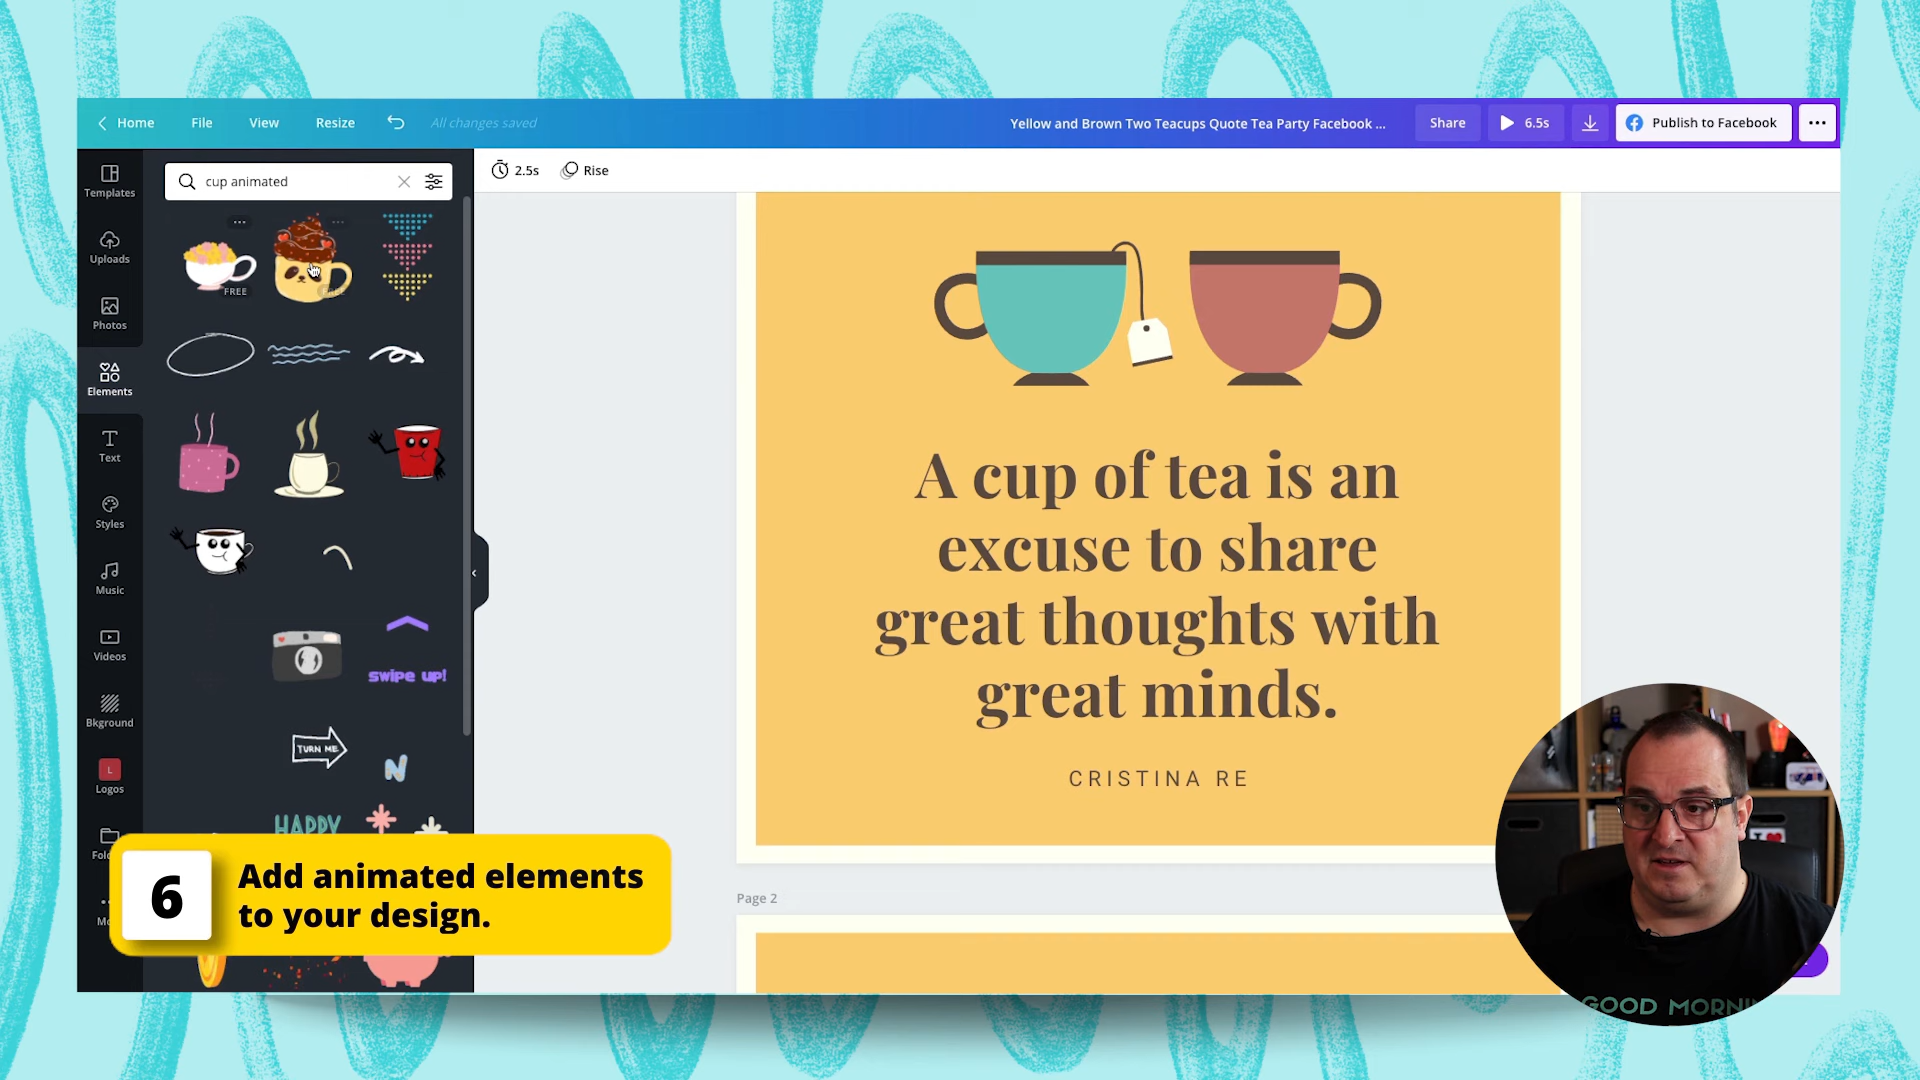 Home File View Resize All changes saved
Yellow and Brown Two Teacups Quote Tea Party Facebook ...
Share 6.5s Publish to Facebook
Templates
Uploads
Photos
Elements
Text
Styles
Music
Videos
Bkground
L
Logos
cup animated
FREE
FREE
swipe up!
TURN ME
N
HAPPY
2.5s Rise
A cup of tea is an
excuse to share
great thoughts with
great minds.
CRISTINA RE
Page 2
6
Add animated elements
to your design.
GOOD